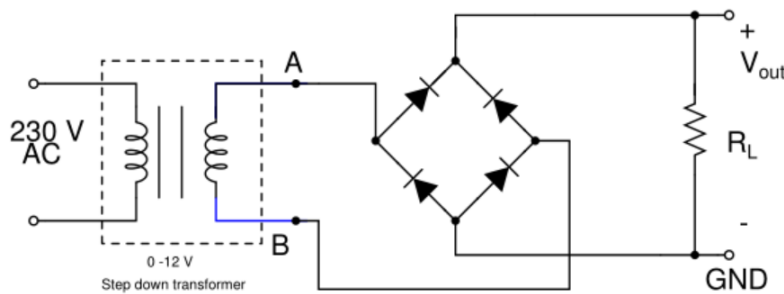 A
+
V out
230 V
AC
R L
B
-
0 -12 V
Step down transformer
GND